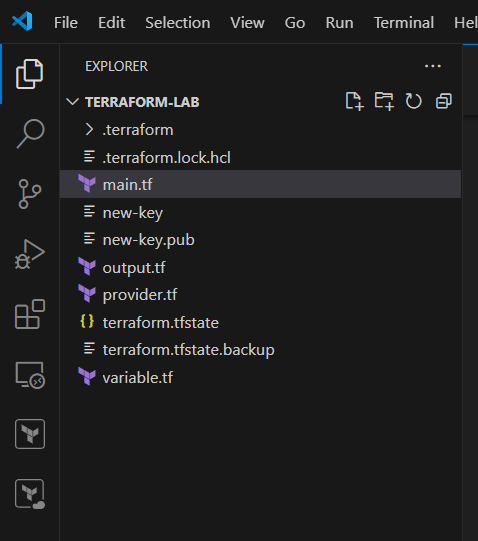 File Edit Selection View Go Run Terminal
EXPLORER
TERRAFORM-LAB
.terraform
.terraform.lock.hcl
main.tf
new-key
new-key.pub
output.tf
provider.tf
{} terraform.tfstate
terraform.tfstate.backup
variable.tf